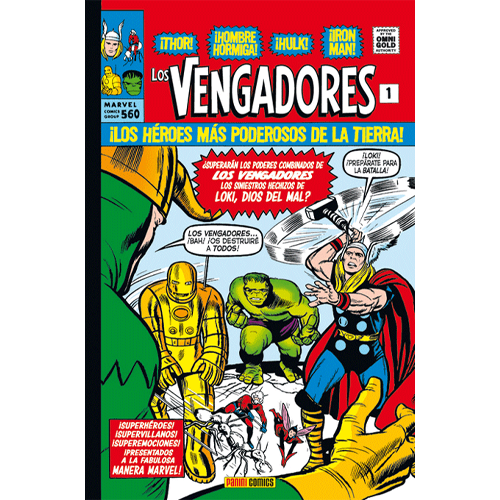 ¡THOR!
¡HOMBRE
HORMIGA!
¡HULK!
¡IRON
MAN!
APPROVED
BY THE
OMNI
GOLD
AUTHORITY
LOS VENGADORES
1
MARVEL
COMICS
GROUP 560
¡LOS HÉROES MÁS PODEROSOS DE LA TIERRA!
¿SUPERARÁN LOS PODERES COMBINADOS DE
LOS VENGADORES
LOS SINIESTROS HECHIZOS DE
LOKI, DIOS DEL MAL?
¡LOKI!
¡PREPÁRATE PARA
LA BATALLA!
LOS VENGADORES...
¡BAH! ¡OS DESTRUIRÉ
A TODOS!
¡SUPERHÉROES!
¡SUPERVILLANOS!
¡SUPEREMOCIONES!
¡PRESENTADOS
A LA FABULOSA
MANERA MARVEL!
PANINI COMICS